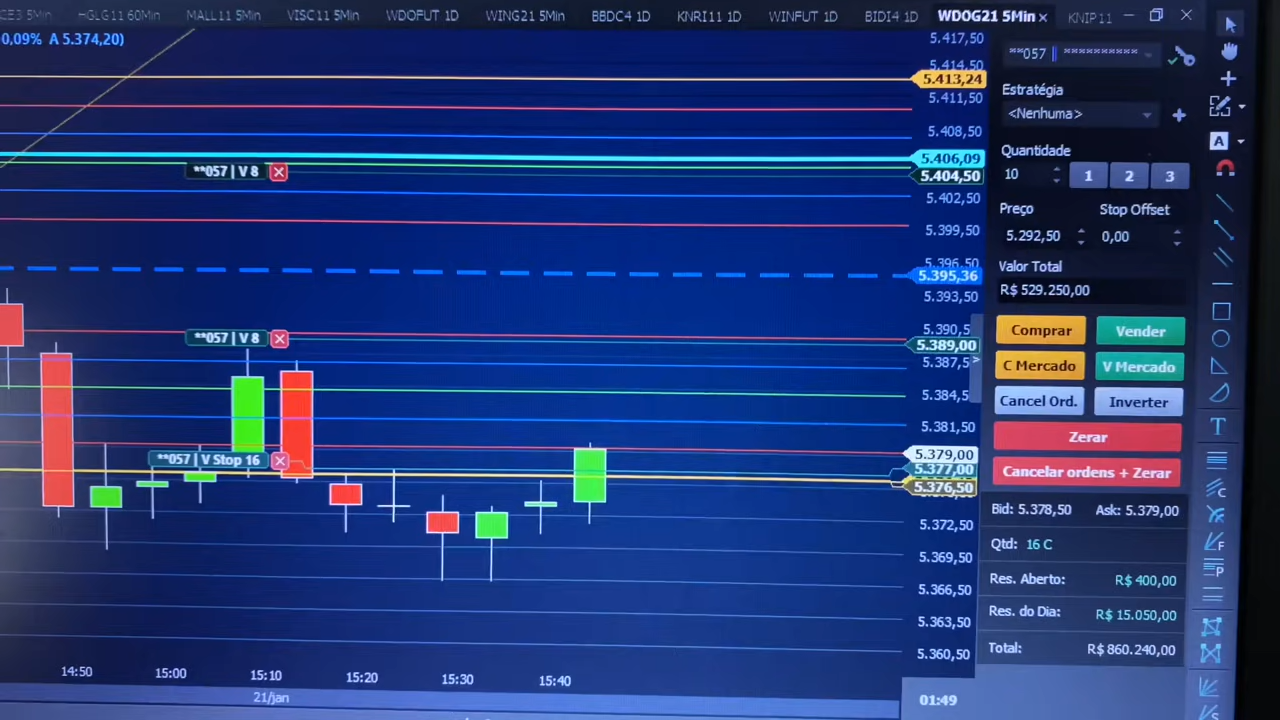 CE3 5Min HGLG11 60Min MALL11 5Min VISC11 5Min WDOFUT 1D WING21 5Min BBDC4 1D KNRI11 1D WINFUT 1D BIDI4 1D WDOG21 5Min KNIP11
0,09% A 5.374,20)
5.417,50
5.414,50
5.413,24
5.411,50
5.408,50
5.406,09
**057 | V 8
5.404,50
5.402,50
5.399,50
5.396,50
5.395,36
5.393,50
5.390,5
**057 | V 8
5.389,00
5.387,5
5.384,5
5.381,50
5.379,00
**057 | V Stop 16
5.377,00
5.376,50
5.372,50
5.369,50
5.366,50
5.363,50
5.360,50
14:50 15:00 15:10 15:20 15:30 15:40
21/jan
01:49
**057 | **********
Estratégia
<Nenhuma>
Quantidade
10 1 2 3
Preço Stop Offset
5.292,50 0,00
Valor Total
R$ 529.250,00
Comprar Vender
C Mercado V Mercado
Cancel Ord. Inverter
Zerar
Cancelar ordens + Zerar
Bid: 5.378,50 Ask: 5.379,00
Qtd: 16 C
Res. Aberto: R$ 400,00
Res. do Dia: R$ 15.050,00
Total: R$ 860.240,00
A
T
C
F
P